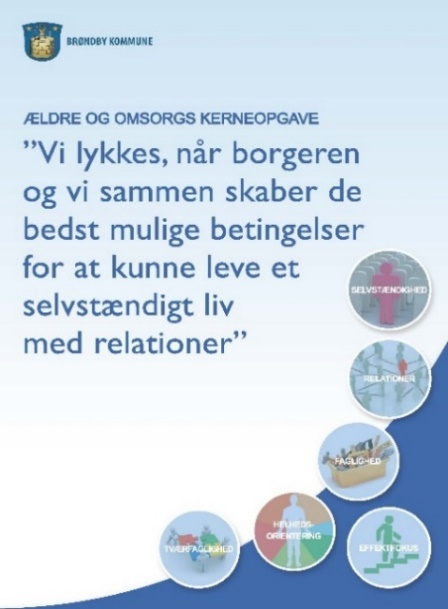 BRØNDBY KOMMUNE
ÆLDRE OG OMSORGS KERNEOPGAVE
”Vi lykkes, når borgeren
og vi sammen skaber de
bedst mulige betingelser
for at kunne leve et
selvstændigt liv
med relationer”
SELVSTÆNDIGHED
RELATIONER
FAGLIGHED
HELHEDS-
ORIENTERING
TVÆRFAGLIGHED
EFFEKTFOKUS